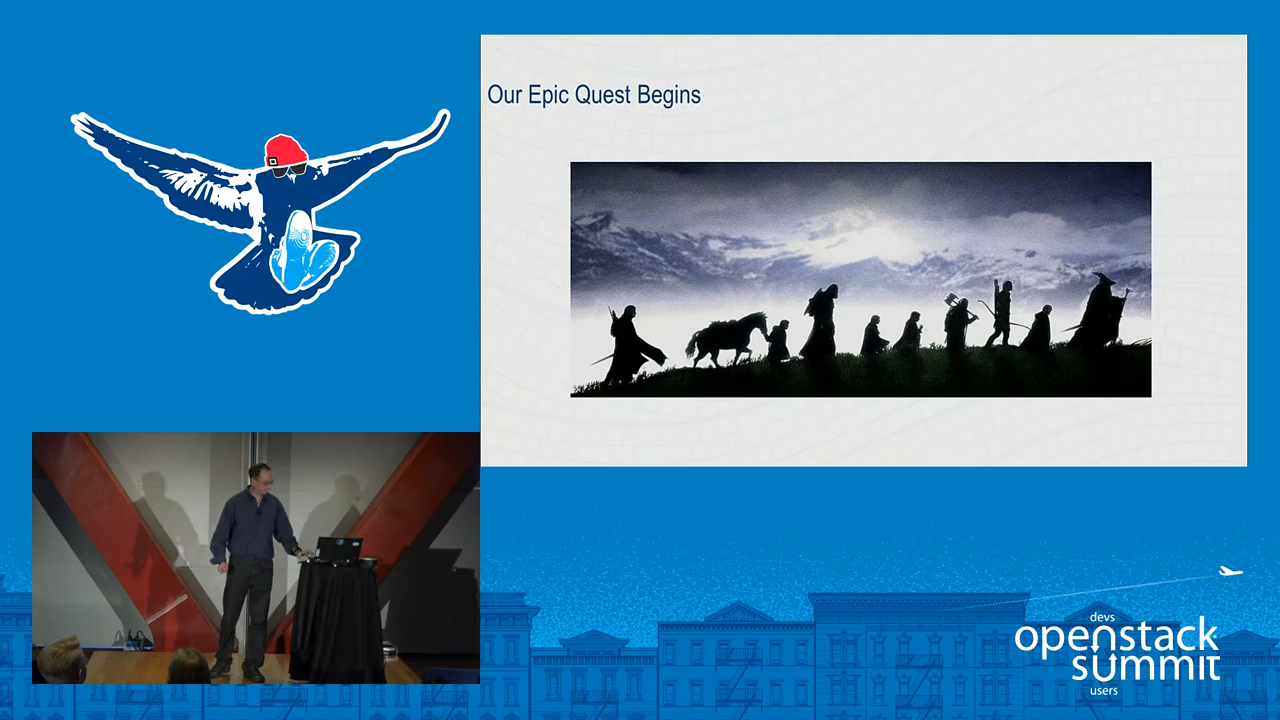 Our Epic Quest Begins
devs
openstack
summit
users